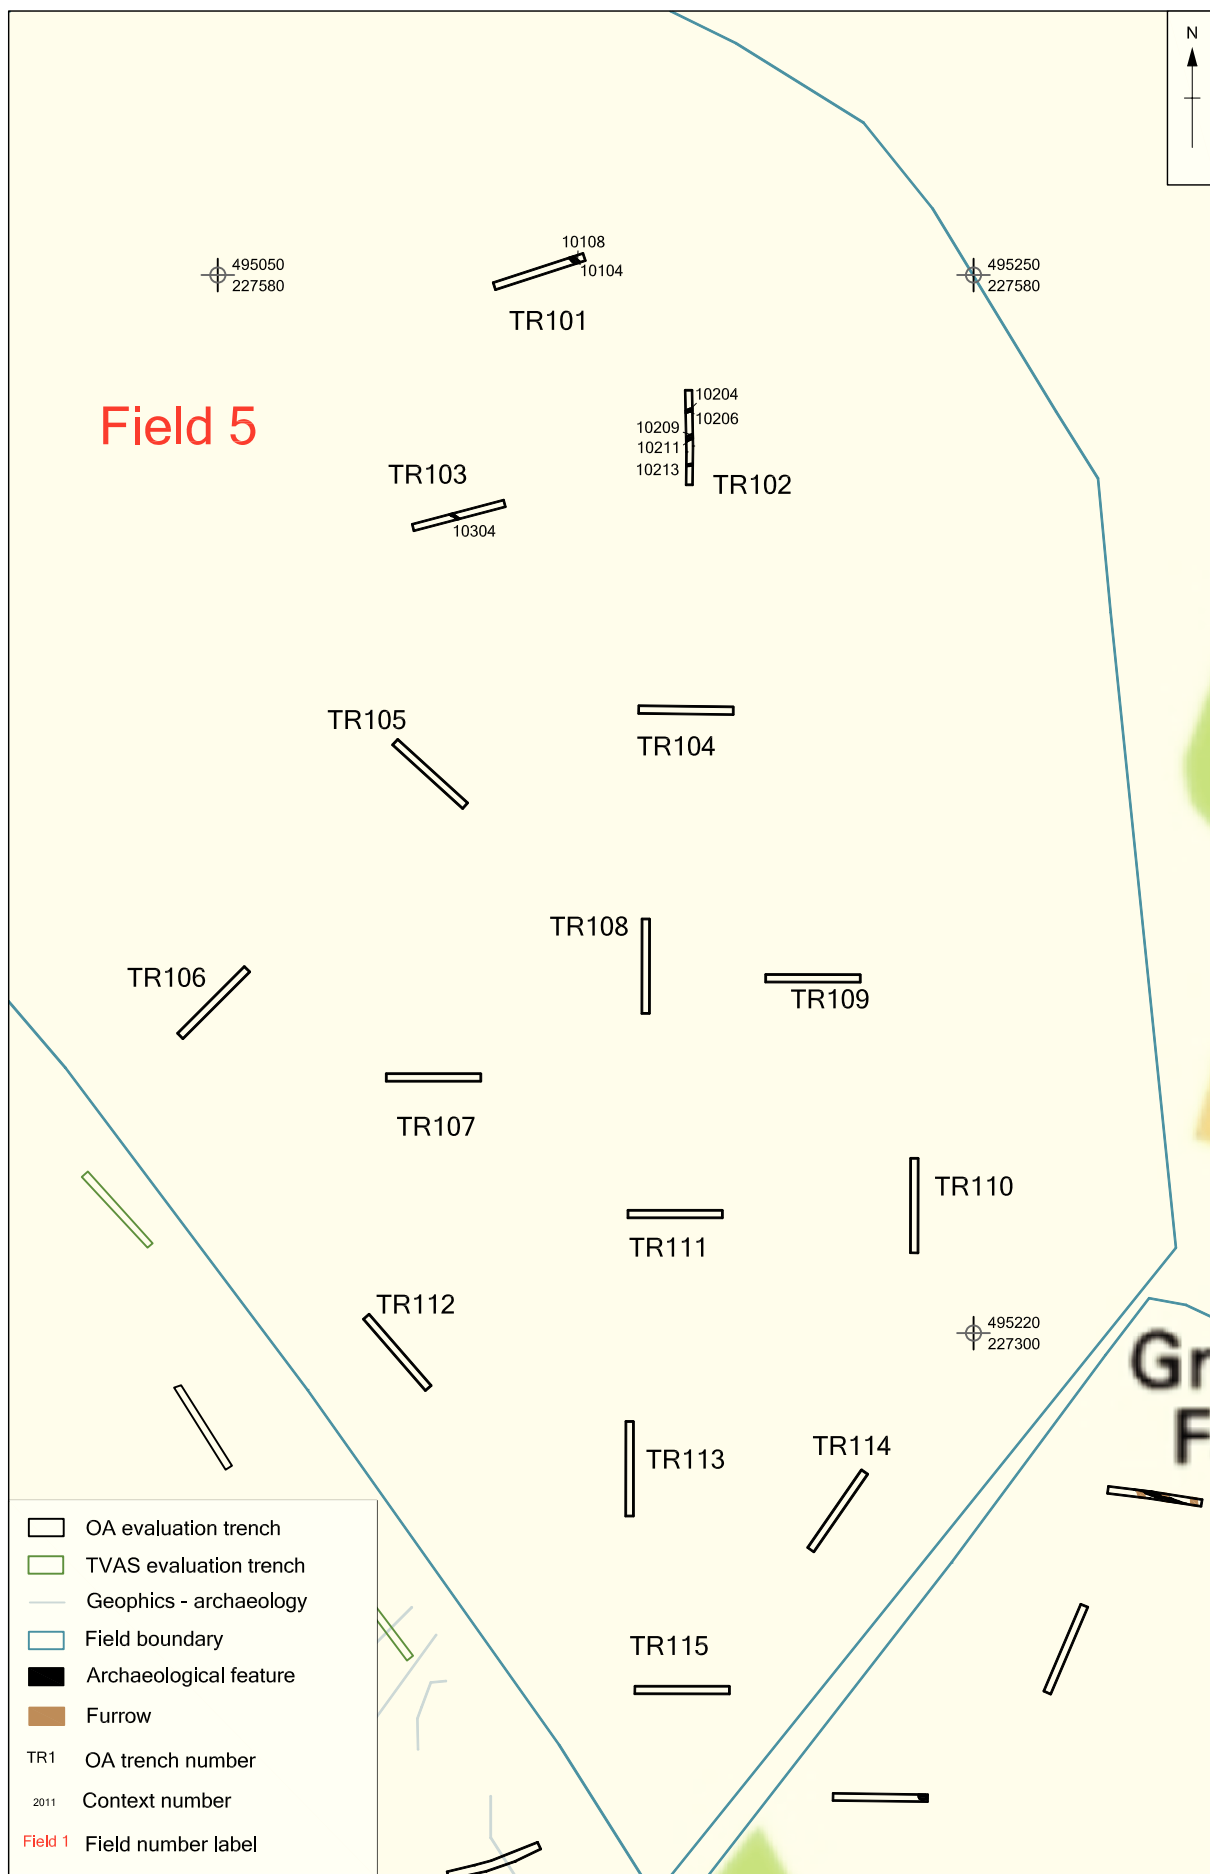 N
10108
10104
495050
227580
495250
227580
TR101
Field 5
10204
10206
10209
10211
10213
TR103
TR102
10304
TR105
TR104
TR108
TR106
TR109
TR107
TR110
TR111
TR112
495220
227300
Gr
F
TR113
TR114
TR115
OA evaluation trench
TVAS evaluation trench
Geophics - archaeology
Field boundary
Archaeological feature
Furrow
TR1 OA trench number
2011 Context number
Field 1 Field number label